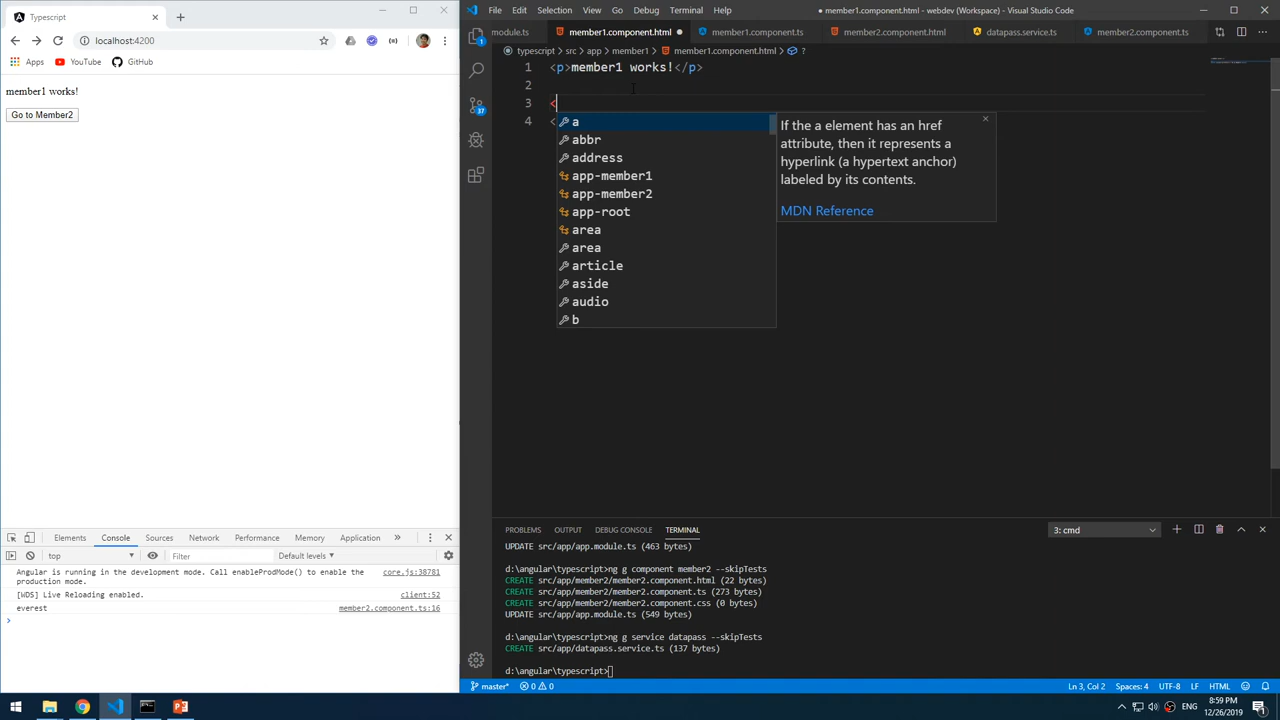 Typescript
localhost:4200
Apps YouTube GitHub
member1 works!
Go to Member2
Elements Console Sources Network Performance Memory Application »
top Filter Default levels ▾
Angular is running in the development mode. Call enableProdMode() to enable the core.js:38781
production mode.
[WDS] Live Reloading enabled. client:52
everest member2.component.ts:16
>
File Edit Selection View Go Debug Terminal Help
● member1.component.html - webdev (Workspace) - Visual Studio Code
module.ts member1.component.html member1.component.ts member2.component.html datapass.service.ts member2.component.ts
typescript > src > app > member1 > member1.component.html > ?
1 <p>member1 works!</p>
2
3 <
4 <
a
abbr
address
app-member1
app-member2
app-root
area
area
article
aside
audio
b
If the a element has an href
attribute, then it represents a
hyperlink (a hypertext anchor)
labeled by its contents.
MDN Reference
1
37
PROBLEMS OUTPUT DEBUG CONSOLE TERMINAL
3: cmd
UPDATE src/app/app.module.ts (463 bytes)
d:\angular\typescript>ng g component member2 --skipTests
CREATE src/app/member2/member2.component.html (22 bytes)
CREATE src/app/member2/member2.component.ts (273 bytes)
CREATE src/app/member2/member2.component.css (0 bytes)
UPDATE src/app/app.module.ts (549 bytes)
d:\angular\typescript>ng g service datapass --skipTests
CREATE src/app/datapass.service.ts (137 bytes)
d:\angular\typescript>
master* 0 0 Ln 3, Col 2 Spaces: 4 UTF-8 LF HTML
ENG 8:59 PM
12/26/2019